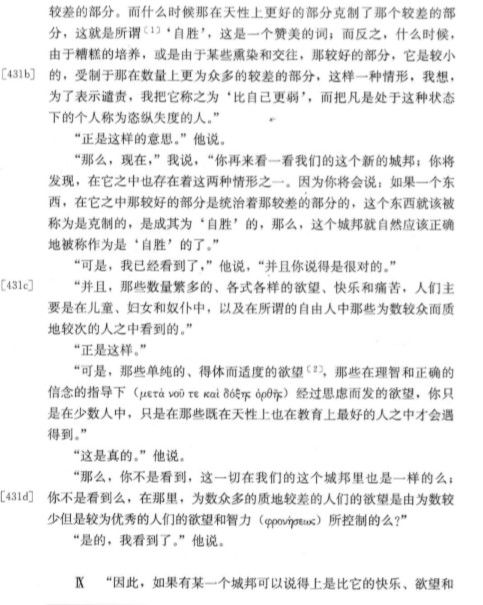 较差的部分。而什么时候那在天性上更好的部分克制了那个较差的部
分，这就是所谓〔1〕‘自胜’，这是一个赞美的词；而反之，什么时候，
由于糟糕的培养，或是由于某些熏染和交往，那较好的部分，它是较小
[431b] 的，受制于那在数量上更为众多的较差的部分，这样一种情形，我想，
为了表示谴责，我把它称之为‘比自己更弱’，而把凡是处于这种状态
下的个人称为恣纵失度的人。”
“正是这样的意思。”他说。
“那么，现在，”我说，“你再来看一看我们的这个新的城邦；你将
发现，在它之中也存在着这两种情形之一。因为你将会说：如果一个东
西，在它之中那较好的部分是统治着那较差的部分的，这个东西就该被
称为是克制的，是成其为‘自胜’的，那么，这个城邦就自然应该正确
地被称作为是‘自胜’的了。”
“可是，我已经看到了，”他说，“并且你说得是很对的。”
[431c] “并且，那些数量繁多的、各式各样的欲望、快乐和痛苦，人们主
要是在儿童、妇女和奴仆中，以及在所谓的自由人中那些为数较众而质
地较次的人之中看到的。”
“正是这样。”
“可是，那些单纯的、得体而适度的欲望〔2〕，那些在理智和正确的
信念的指导下（μετὰ νοῦ τε καὶ δόξης ὀρθῆς）经过思虑而发的欲望，你只
是在少数人中，只是在那些既在天性上也在教育上最好的人之中才会遇
得到。”
“这是真的。”他说。
“那么，你不是看到，这一切在我们的这个城邦里也是一样的么；
[431d] 你不是看到么，在那里，为数众多的质地较差的人们的欲望是由为数较
少但是较为优秀的人们的欲望和智力（φρονήσεως）所控制的么?”
“是的，我看到了。”他说。
Ⅸ “因此，如果有某一个城邦可以说得上是比它的快乐、欲望和